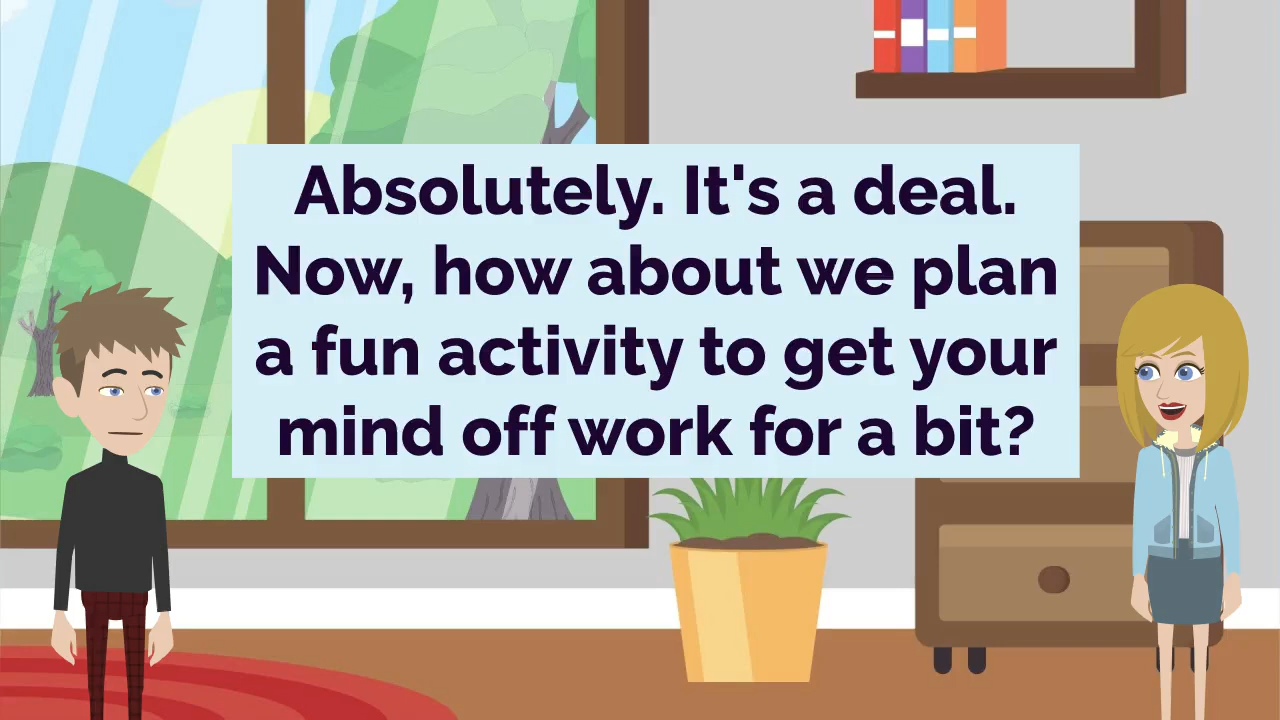 Absolutely. It's a deal.
Now, how about we plan
a fun activity to get your
mind off work for a bit?